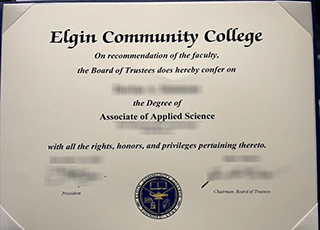 Elgin Community College
On recommendation of the faculty,
the Board of Trustees does hereby confer on
the Degree of
Associate of Applied Science
with all the rights, honors, and privileges pertaining thereto.
President
Chairman, Board of Trustees